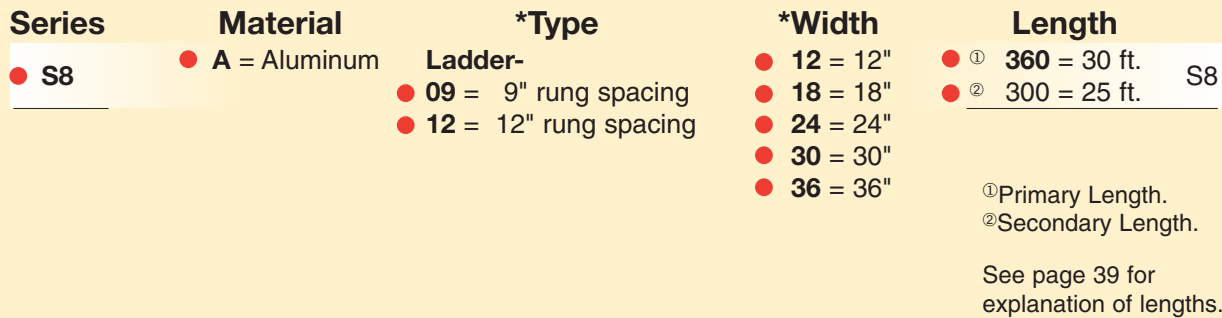 Series Material *Type *Width Length
S8
A = Aluminum
Ladder-
09 = 9" rung spacing
12 = 12" rung spacing
12 = 12"
18 = 18"
24 = 24"
30 = 30"
36 = 36"
① 360 = 30 ft.
② 300 = 25 ft.
S8
①Primary Length.
②Secondary Length.
See page 39 for
explanation of lengths.